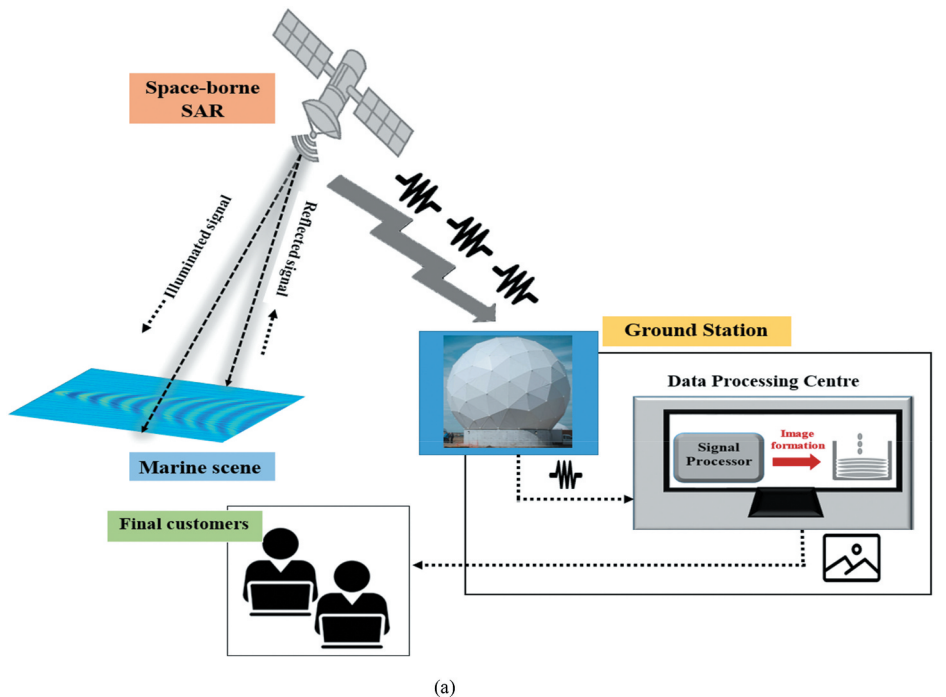 Space-borne
SAR
Illuminated signal
Reflected signal
Marine scene
Ground Station
Data Processing Centre
Signal
Processor
Image
formation
Final customers
(a)